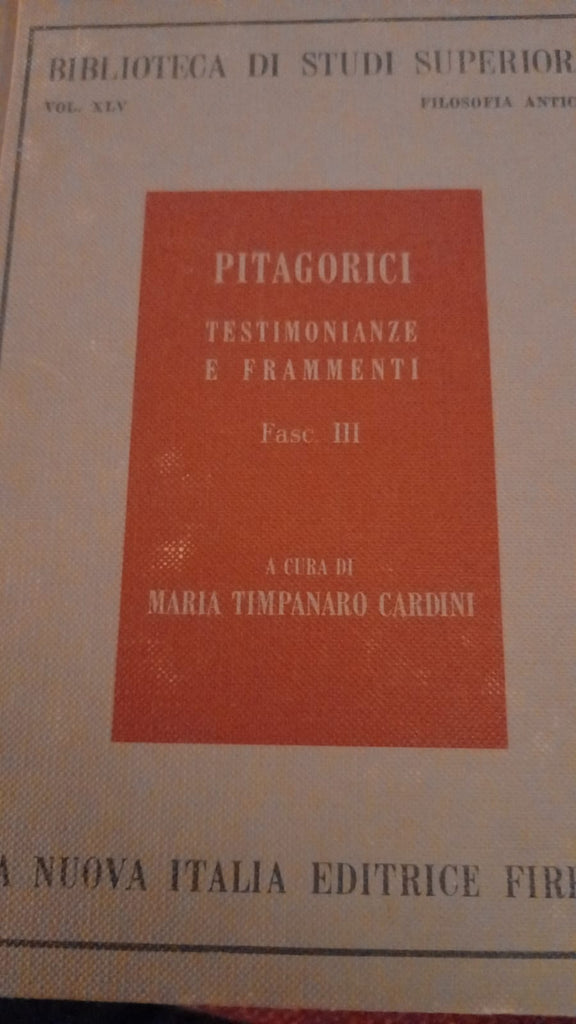 BIBLIOTECA DI STUDI SUPERIOR
VOL. XLV FILOSOFIA ANTIC
PITAGORICI
TESTIMONIANZE
E FRAMMENTI
Fasc. III
A CURA DI
MARIA TIMPANARO CARDINI
A NUOVA ITALIA EDITRICE FIR